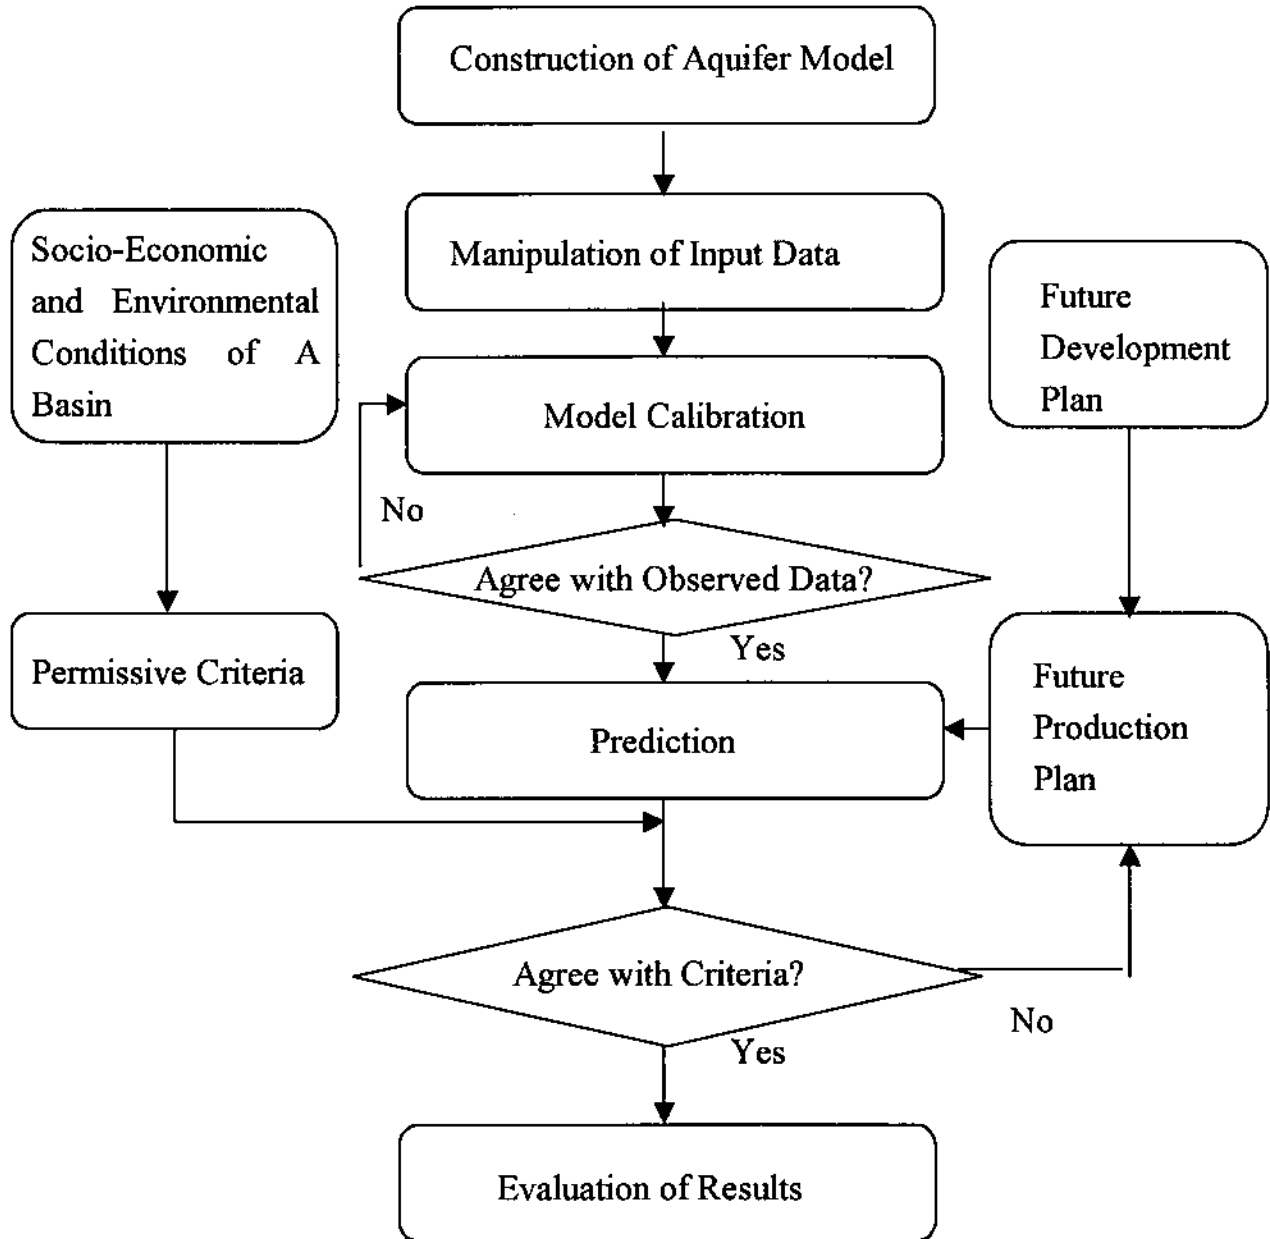 Construction of Aquifer Model
Manipulation of Input Data
Socio-Economic
and Environmental
Conditions of A
Basin
Future
Development
Plan
Model Calibration
No
Agree with Observed Data?
Yes
Permissive Criteria
Prediction
Future
Production
Plan
Agree with Criteria?
No
Yes
Evaluation of Results